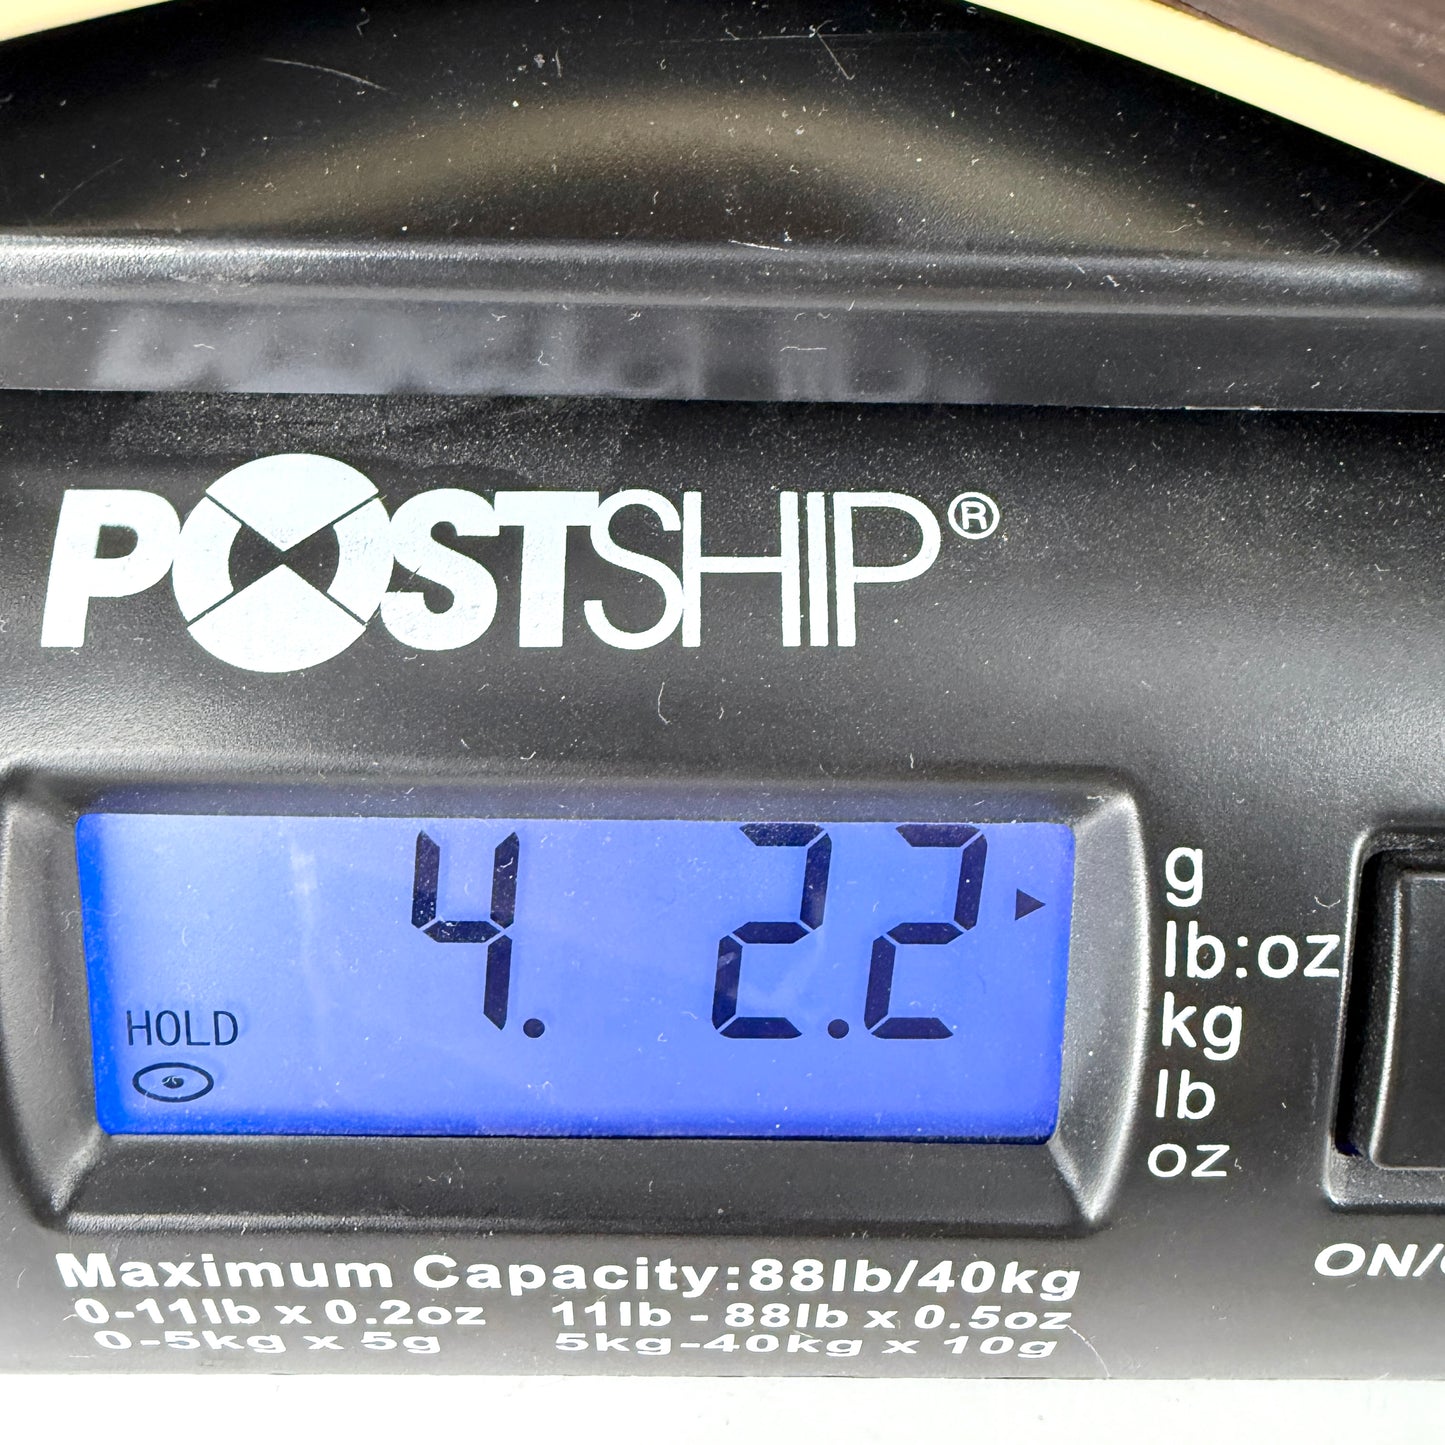 POSTSHIP®
4. 2.2
HOLD
g
lb:oz
kg
lb
oz
Maximum Capacity:88lb/40kg
0-11lb x 0.2oz 11lb - 88lb x 0.5oz
0-5kg x 5g 5kg-40kg x 10g